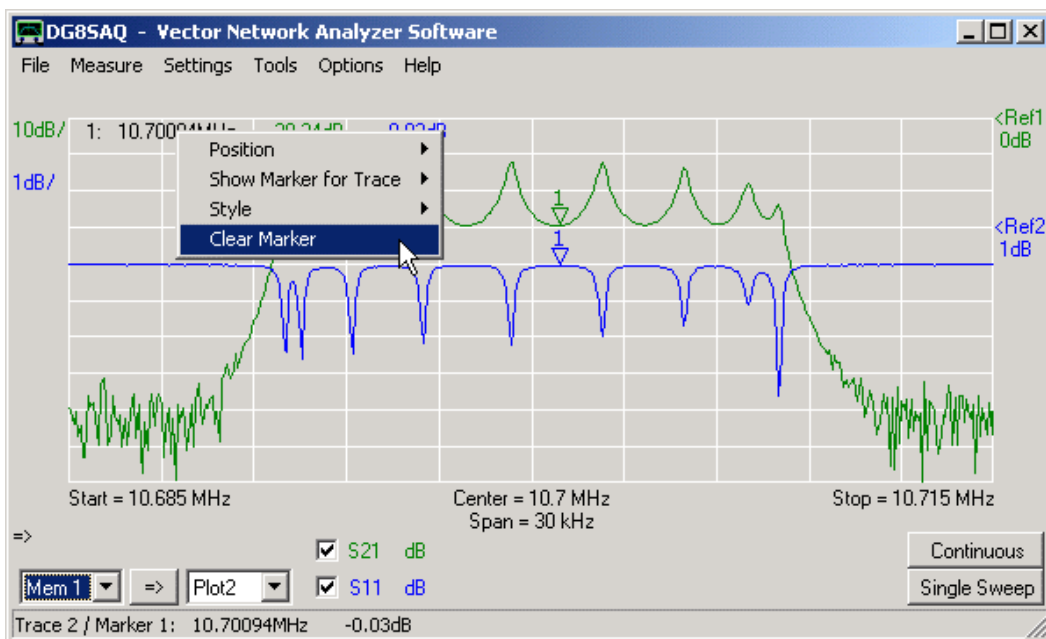 DG8SAQ - Vector Network Analyzer Software
File Measure Settings Tools Options Help
10dB/
1: 10.70094MHz
<Ref1
0dB
1dB/
Position
Show Marker for Trace
Style
Clear Marker
1
1
<Ref2
1dB
Start = 10.685 MHz
Center = 10.7 MHz
Stop = 10.715 MHz
Span = 30 kHz
=>
S21 dB
Continuous
Mem 1
=>
Plot2
S11 dB
Single Sweep
Trace 2 / Marker 1: 10.70094MHz -0.03dB